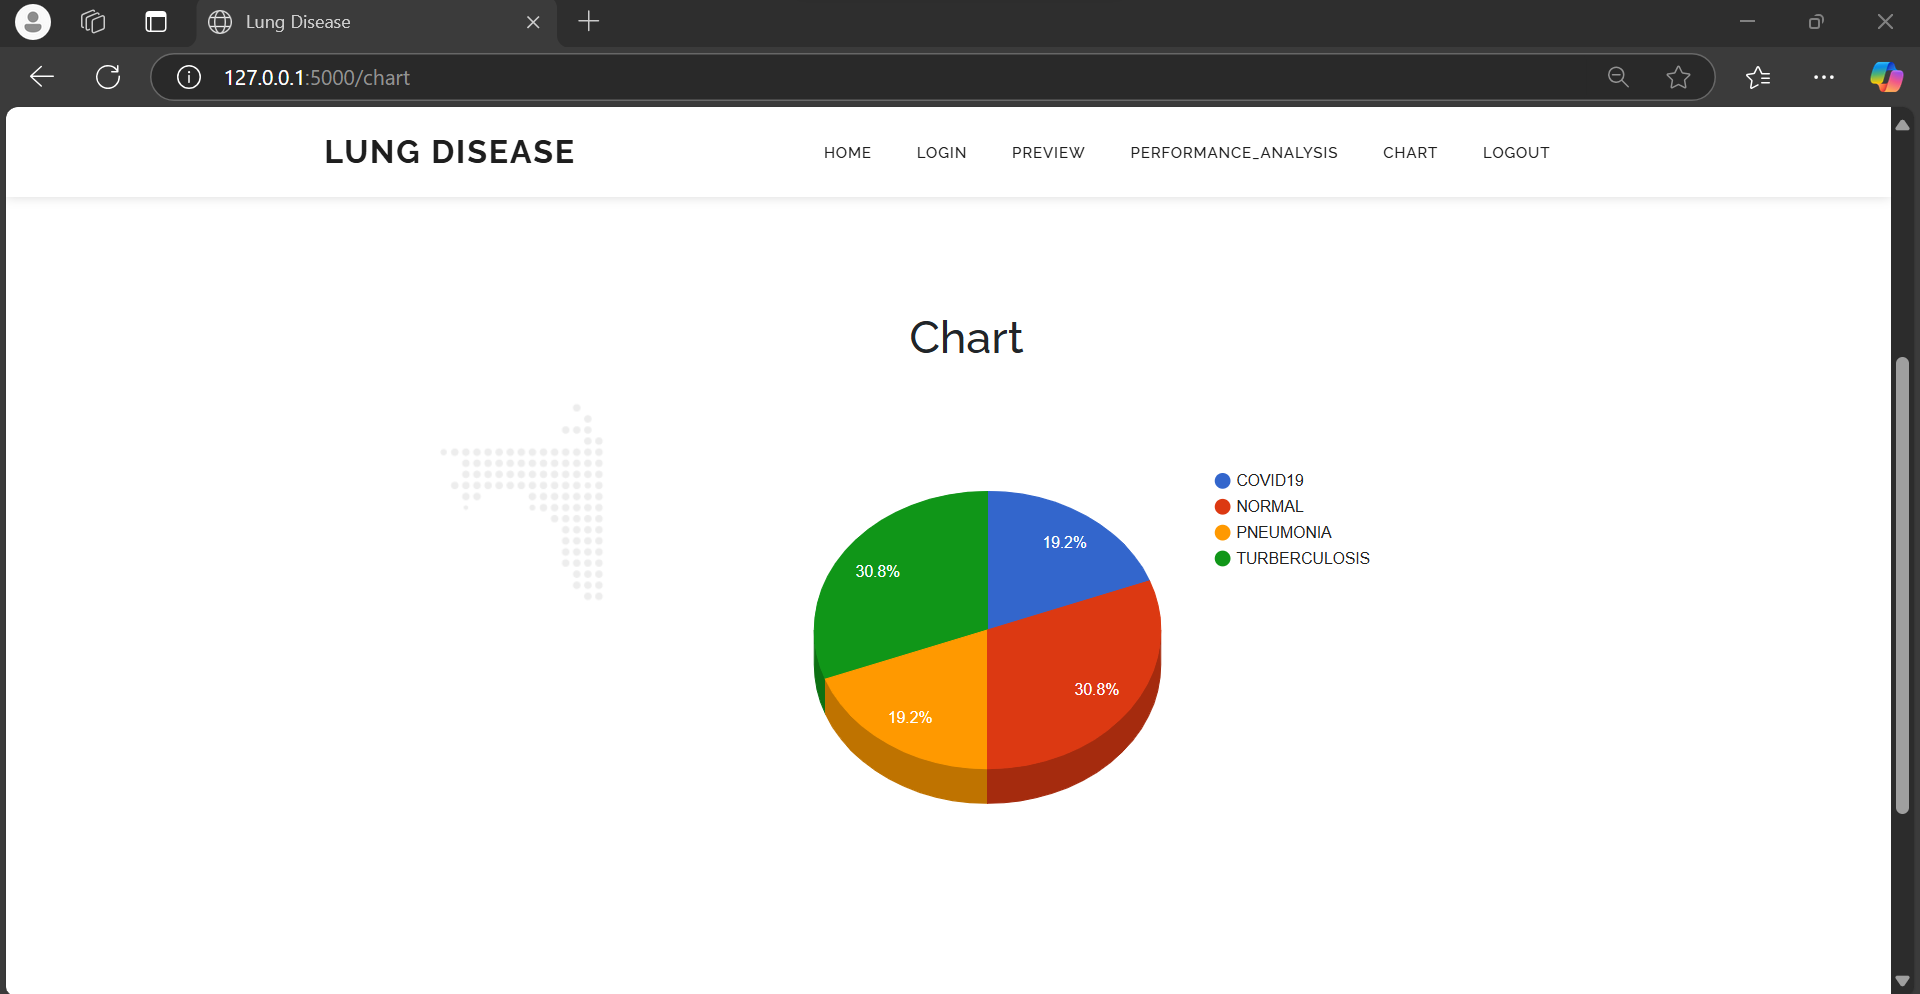 Lung Disease
127.0.0.1:5000/chart
LUNG DISEASE
HOME LOGIN PREVIEW PERFORMANCE_ANALYSIS CHART LOGOUT
Chart
COVID19
NORMAL
PNEUMONIA
TURBERCULOSIS
19.2%
30.8%
30.8%
19.2%